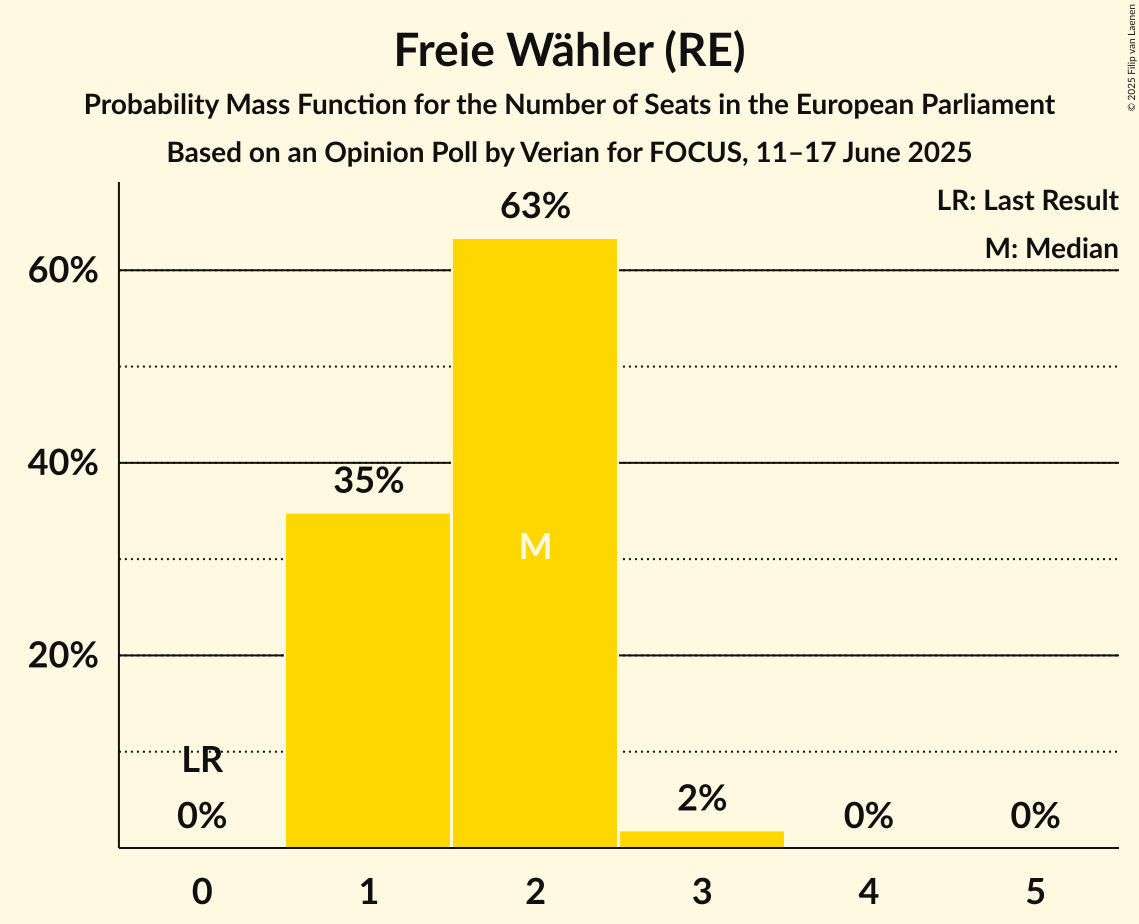 Freie Wähler (RE)
Probability Mass Function for the Number of Seats in the European Parliament
Based on an Opinion Poll by Verian for FOCUS, 11–17 June 2025
© 2025 Filip van Laenen
LR: Last Result
M: Median
63%
60%
40%
35%
M
20%
LR
0%
2%
0%
0%
0 1 2 3 4 5